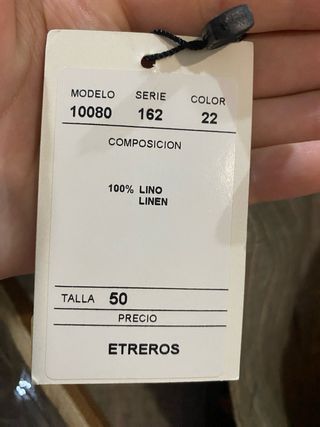 MODELO SERIE COLOR
10080 162 22
COMPOSICION
100% LINO
LINEN
TALLA 50
PRECIO
ETREROS